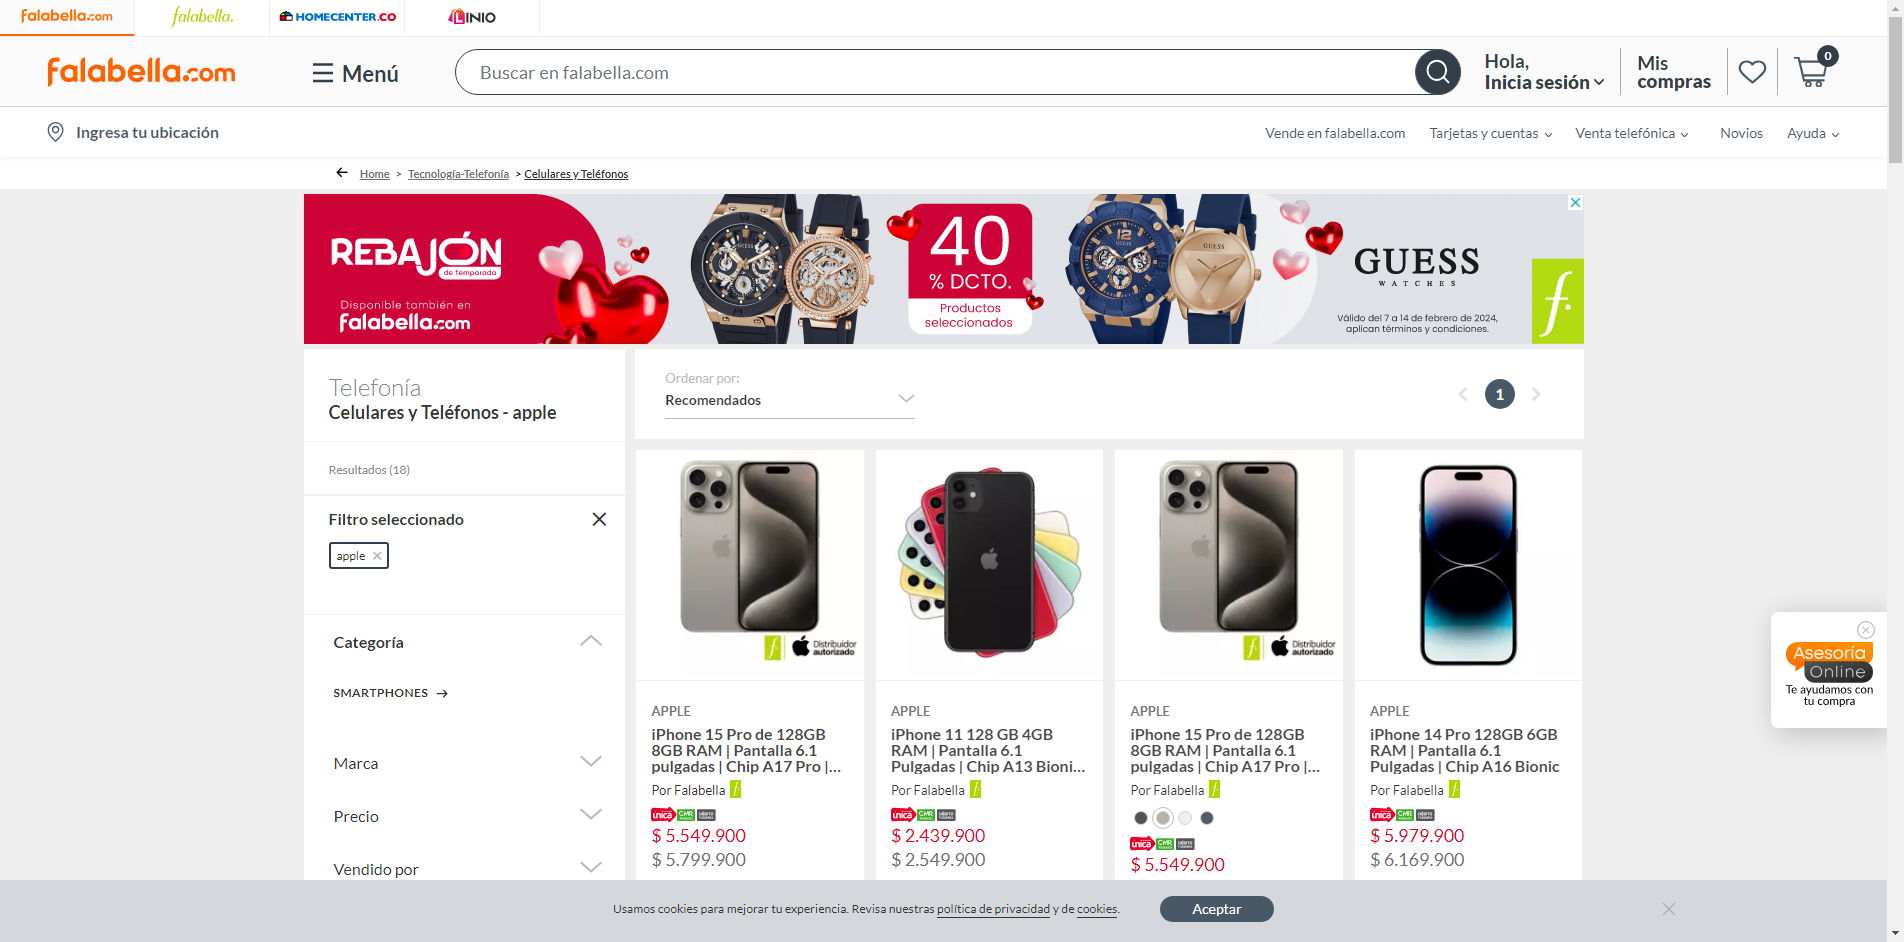 falabella.com
falabella.
HOMECENTER.CO
LINIO
falabella.com
Menú
Buscar en falabella.com
Hola,
Inicia sesión
Mis
compras
0
Ingresa tu ubicación
Vende en falabella.com
Tarjetas y cuentas
Venta telefónica
Novios
Ayuda
Home > Tecnología-Telefonía > Celulares y Teléfonos
REBAJÓN
de temporada
Disponible también en
falabella.com
40
% DCTO.
Productos
seleccionados
GUESS
WATCHES
Válido del 7 a 14 de febrero de 2024,
aplican términos y condiciones.
f.
Telefonía
Celulares y Teléfonos - apple
Resultados (18)
Filtro seleccionado
apple
Categoría
SMARTPHONES
Marca
Precio
Vendido por
Ordenar por:
Recomendados
1
Distribuidor
autorizado
APPLE
iPhone 15 Pro de 128GB
8GB RAM | Pantalla 6.1
pulgadas | Chip A17 Pro |...
Por Falabella
única CMR
$ 5.549.900
$ 5.799.900
APPLE
iPhone 11 128 GB 4GB
RAM | Pantalla 6.1
Pulgadas | Chip A13 Bioni...
Por Falabella
única CMR
$ 2.439.900
$ 2.549.900
Distribuidor
autorizado
APPLE
iPhone 15 Pro de 128GB
8GB RAM | Pantalla 6.1
pulgadas | Chip A17 Pro |...
Por Falabella
única CMR
$ 5.549.900
APPLE
iPhone 14 Pro 128GB 6GB
RAM | Pantalla 6.1
Pulgadas | Chip A16 Bionic
Por Falabella
única CMR
$ 5.979.900
$ 6.169.900
Asesoría
Online
Te ayudamos con
tu compra
Usamos cookies para mejorar tu experiencia. Revisa nuestras política de privacidad y de cookies.
Aceptar